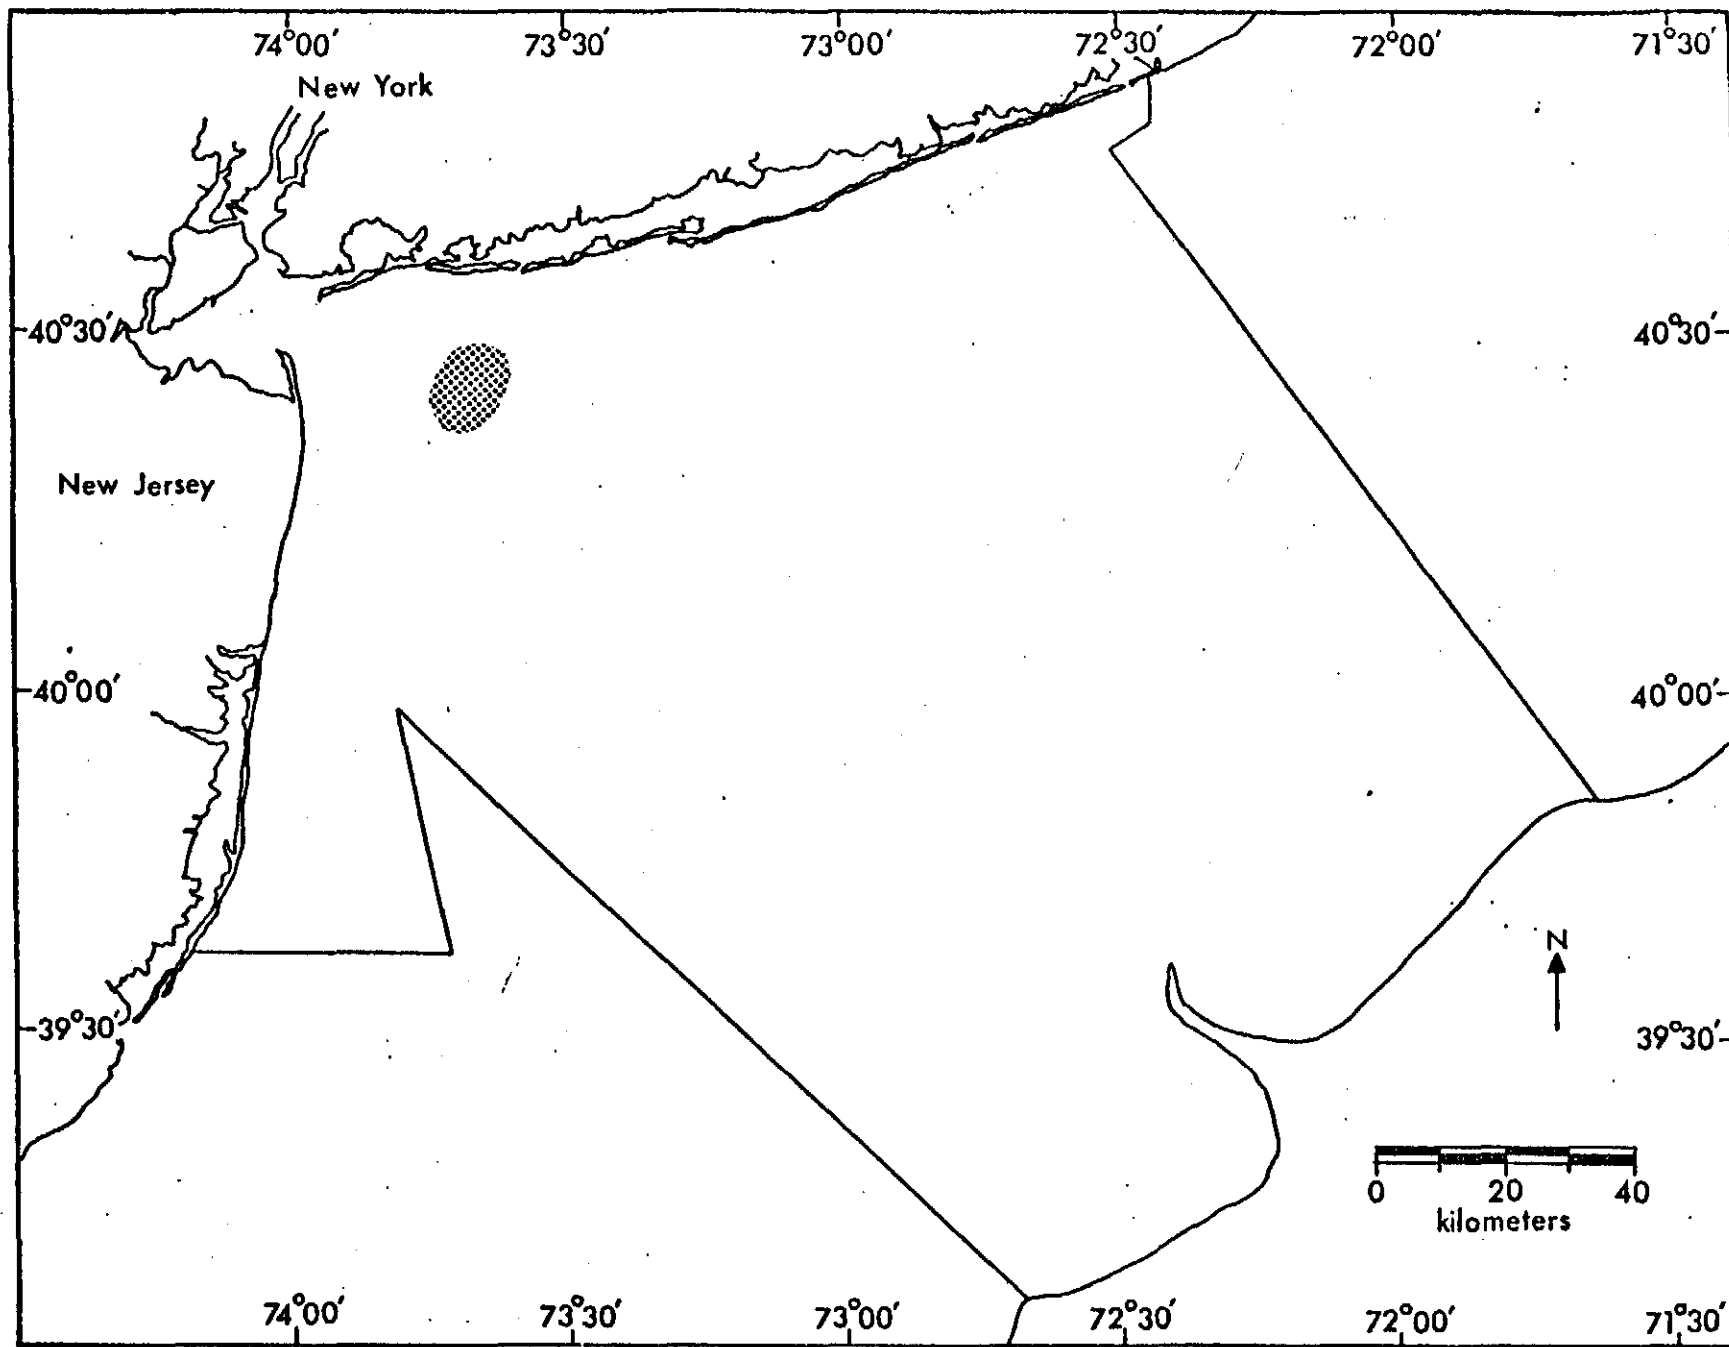 74°00′ 73°30′ 73°00′ 72°30′ 72°00′ 71°30′
New York
40°30′ 40°30′
New Jersey
40°00′ 40°00′
N
39°30′ 39°30′
0 20 40
kilometers
74°00′ 73°30′ 73°00′ 72°30′ 72°00′ 71°30′